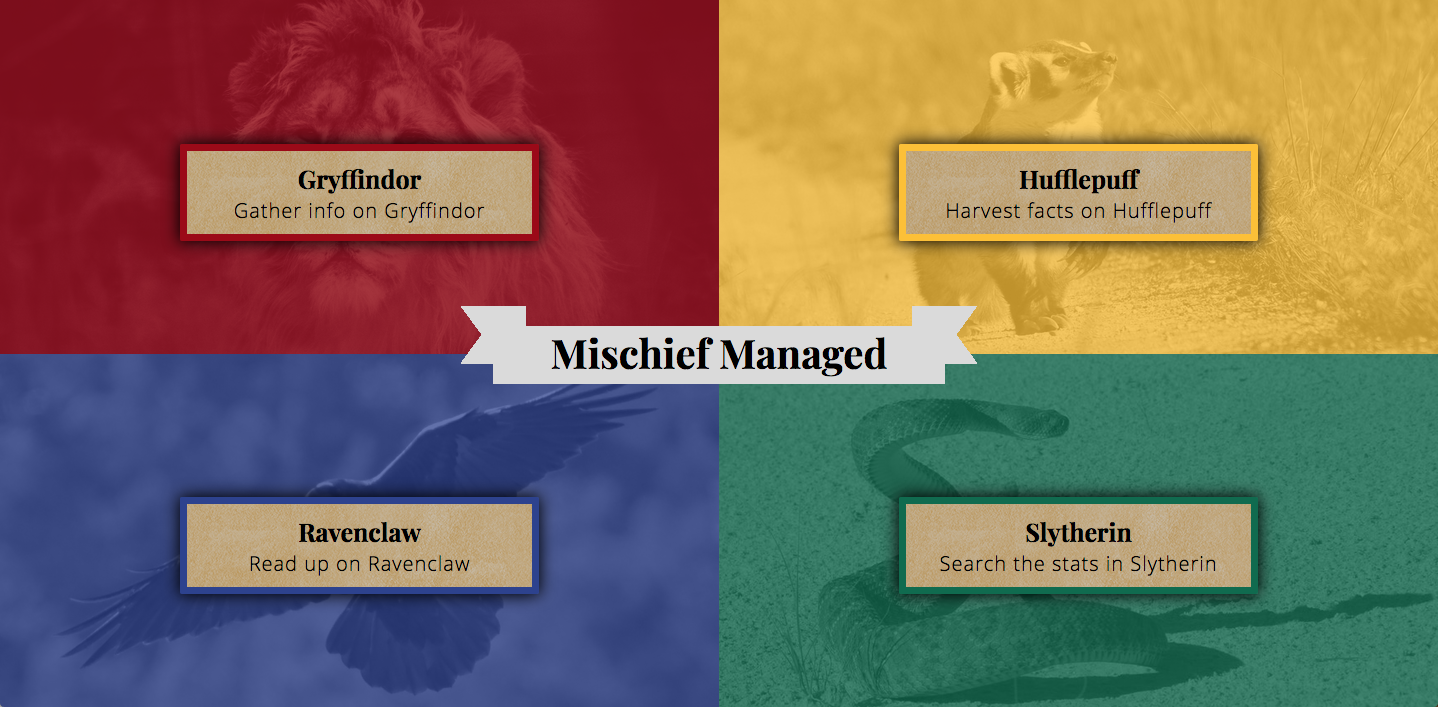 Gryffindor
Gather info on Gryffindor
Hufflepuff
Harvest facts on Hufflepuff
Mischief Managed
Ravenclaw
Read up on Ravenclaw
Slytherin
Search the stats in Slytherin